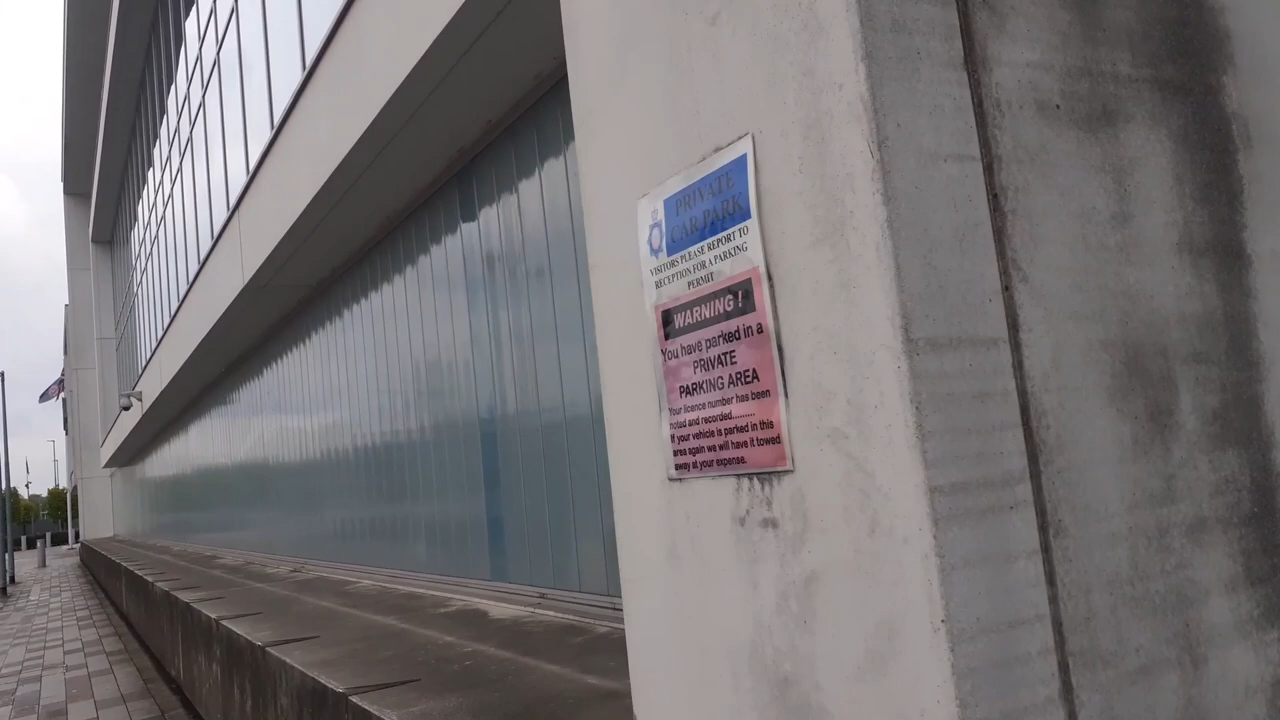 PRIVATE
CAR PARK
VISITORS PLEASE REPORT TO
RECEPTION FOR A PARKING
PERMIT
WARNING !
You have parked in a
PRIVATE
PARKING AREA
Your licence number has been
noted and recorded.........
If your vehicle is parked in this
area again we will have it towed
away at your expense.